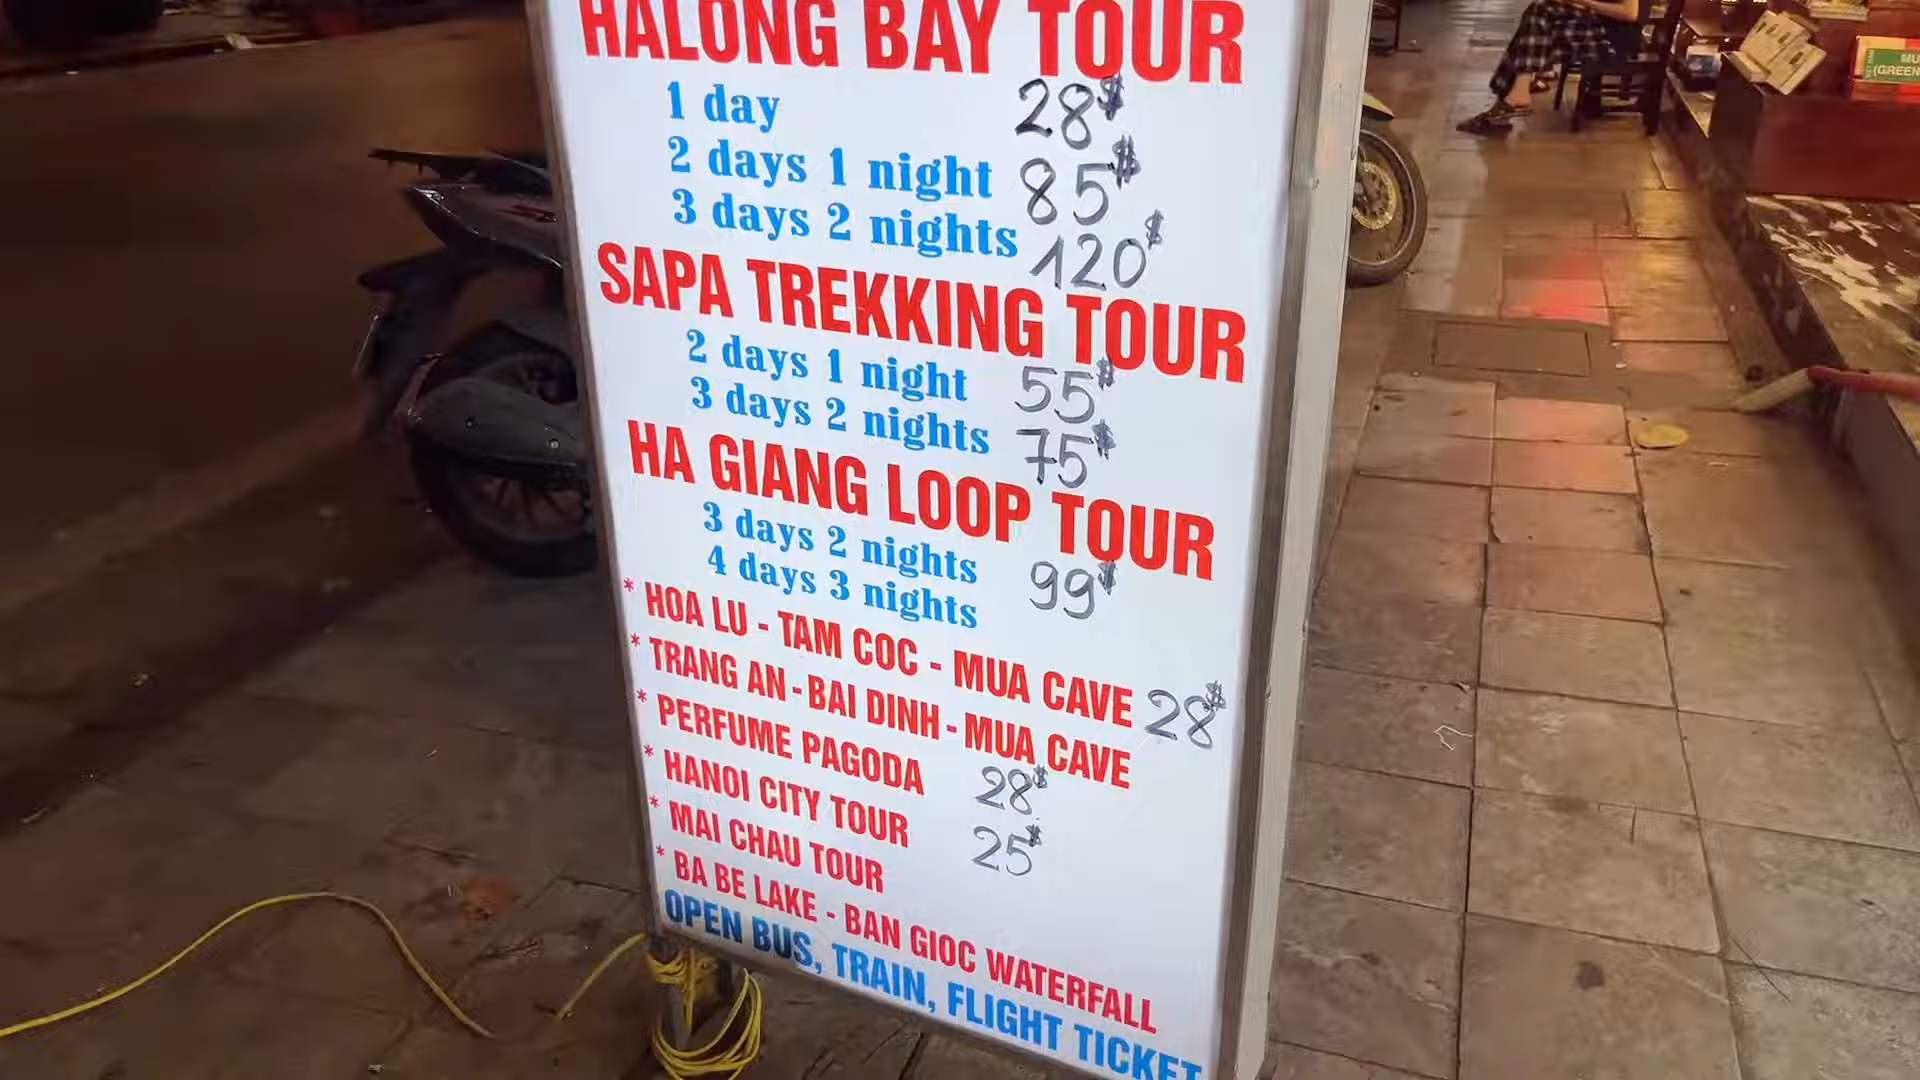 HALONG BAY TOUR
1 day 28$
2 days 1 night 85$
3 days 2 nights 120$
SAPA TREKKING TOUR
2 days 1 night 55$
3 days 2 nights 75$
HA GIANG LOOP TOUR
3 days 2 nights 99$
4 days 3 nights
* HOA LU - TAM COC - MUA CAVE 28$
* TRANG AN - BAI DINH - MUA CAVE
* PERFUME PAGODA 28$
* HANOI CITY TOUR 25$
* MAI CHAU TOUR
* BA BE LAKE - BAN GIOC WATERFALL
OPEN BUS, TRAIN, FLIGHT TICKET
MU
(GREEN